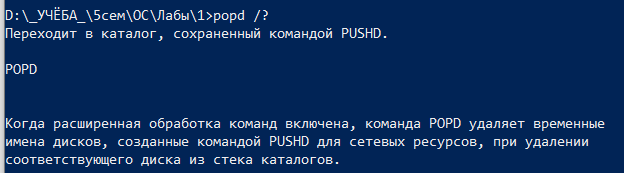 D:\_УЧЁБА_\5сем\ОС\Лабы\1>popd /?
Переходит в каталог, сохраненный командой PUSHD.
POPD
Когда расширенная обработка команд включена, команда POPD удаляет временные
имена дисков, созданные командой PUSHD для сетевых ресурсов, при удалении
соответствующего диска из стека каталогов.